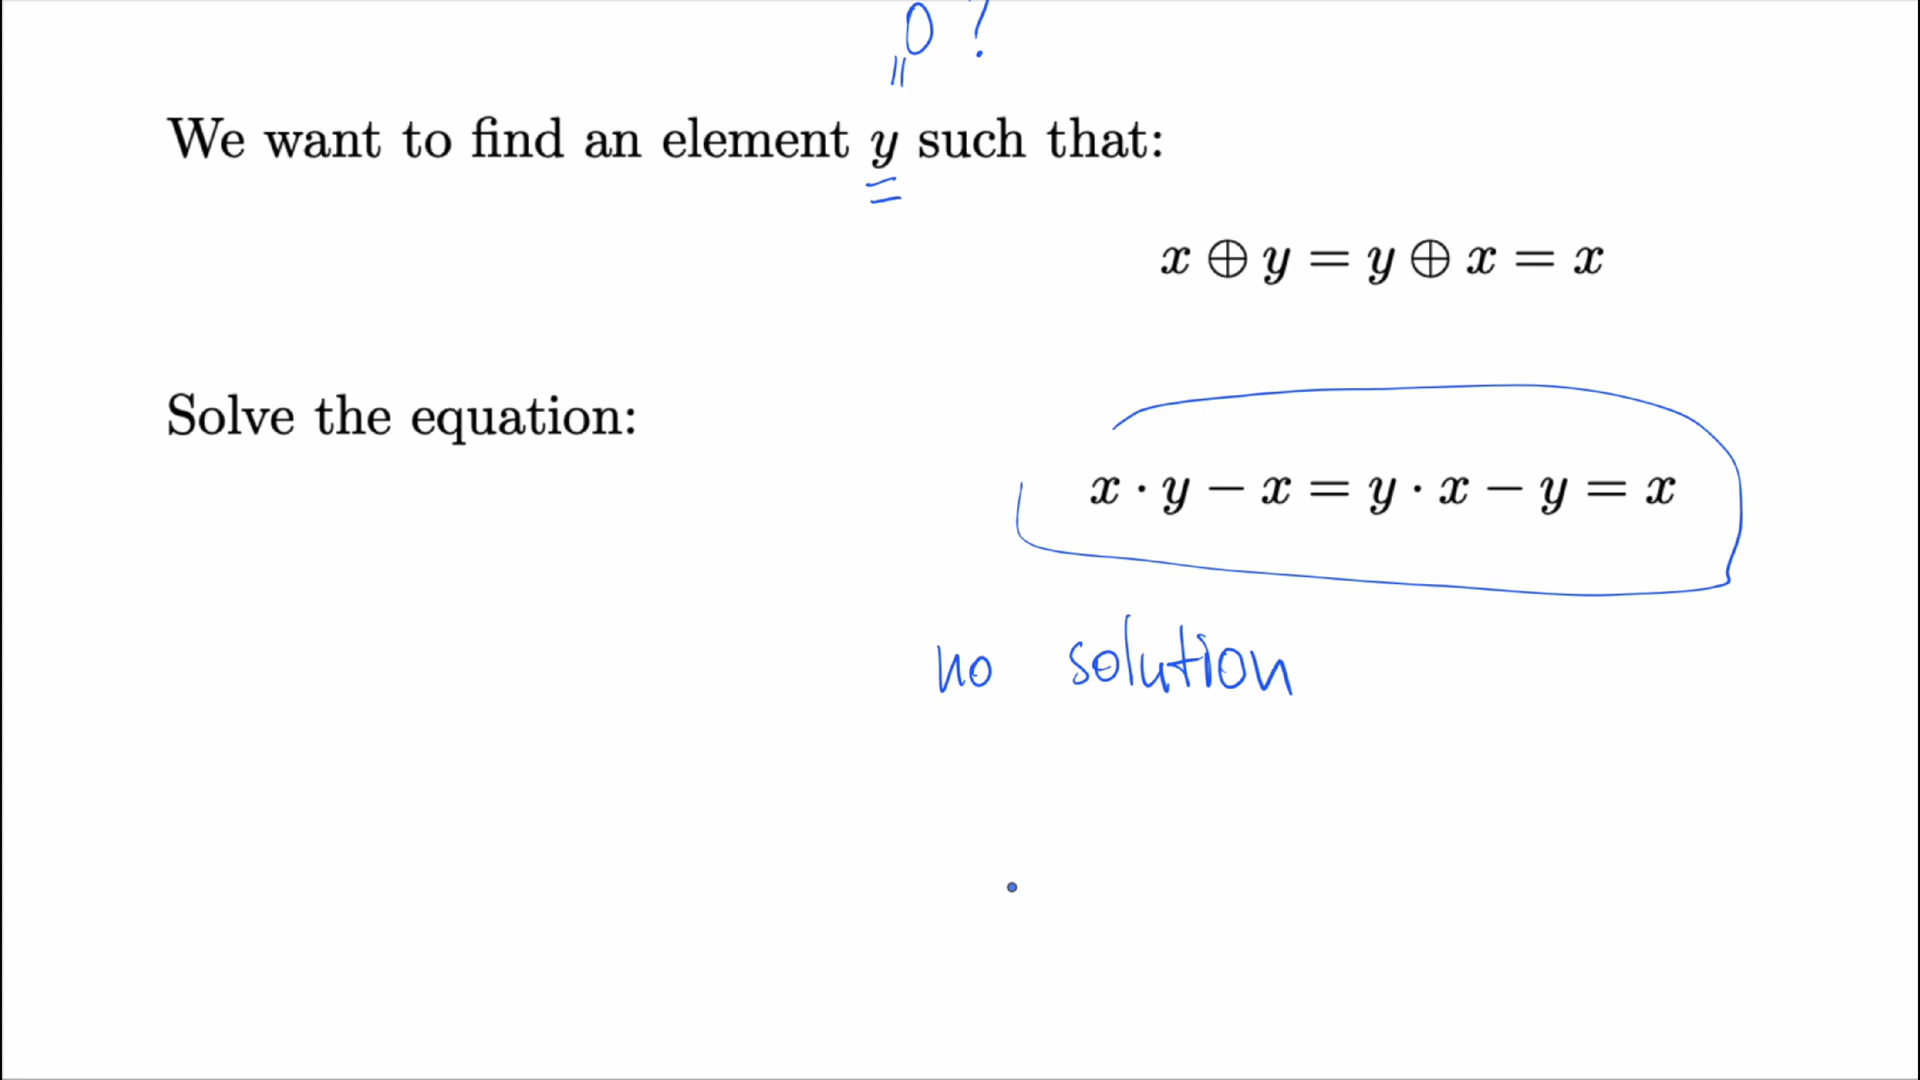 0 ?
=
We want to find an element y such that:
x ⊕ y = y ⊕ x = x
Solve the equation:
x · y − x = y · x − y = x
no solution